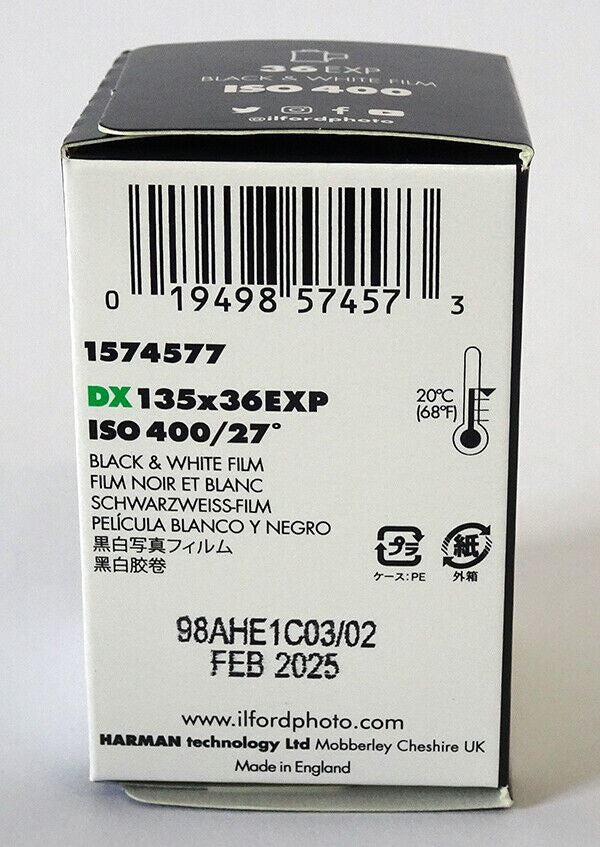 36 EXP
BLACK & WHITE FILM
ISO 400
@ilfordphoto
0 19498 57457 3
1574577
DX 135x36EXP
ISO 400/27°
BLACK & WHITE FILM
FILM NOIR ET BLANC
SCHWARZWEISS-FILM
PELÍCULA BLANCO Y NEGRO
黒白写真フィルム
黑白胶卷
20°C
(68°F)
プラ
ケース:PE
紙
外箱
98AHE1C03/02
FEB 2025
www.ilfordphoto.com
HARMAN technology Ltd Mobberley Cheshire UK
Made in England